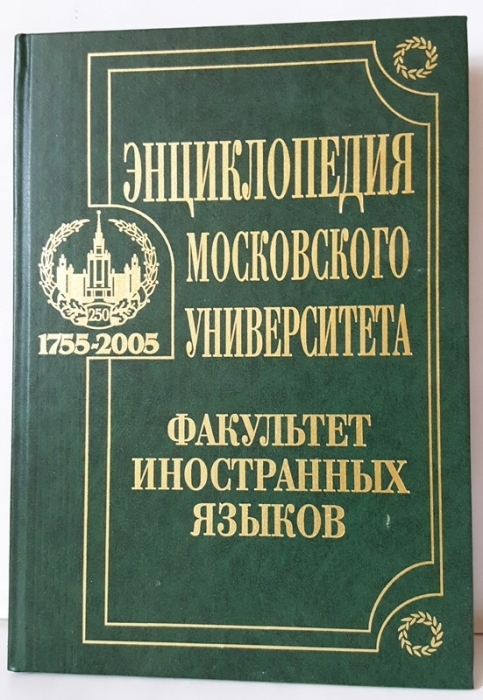 ЭНЦИКЛОПЕДИЯ
МОСКОВСКОГО
УНИВЕРСИТЕТА
250
1755-2005
ФАКУЛЬТЕТ
ИНОСТРАННЫХ
ЯЗЫКОВ